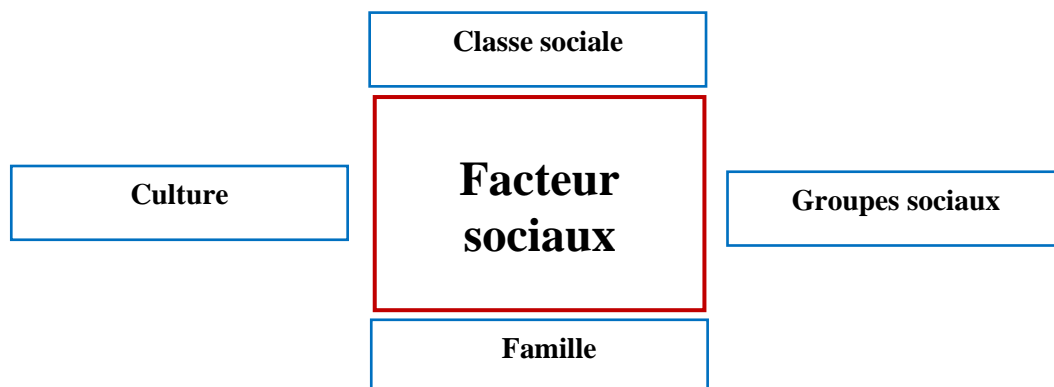 Classe sociale
Culture
Facteur
sociaux
Groupes sociaux
Famille